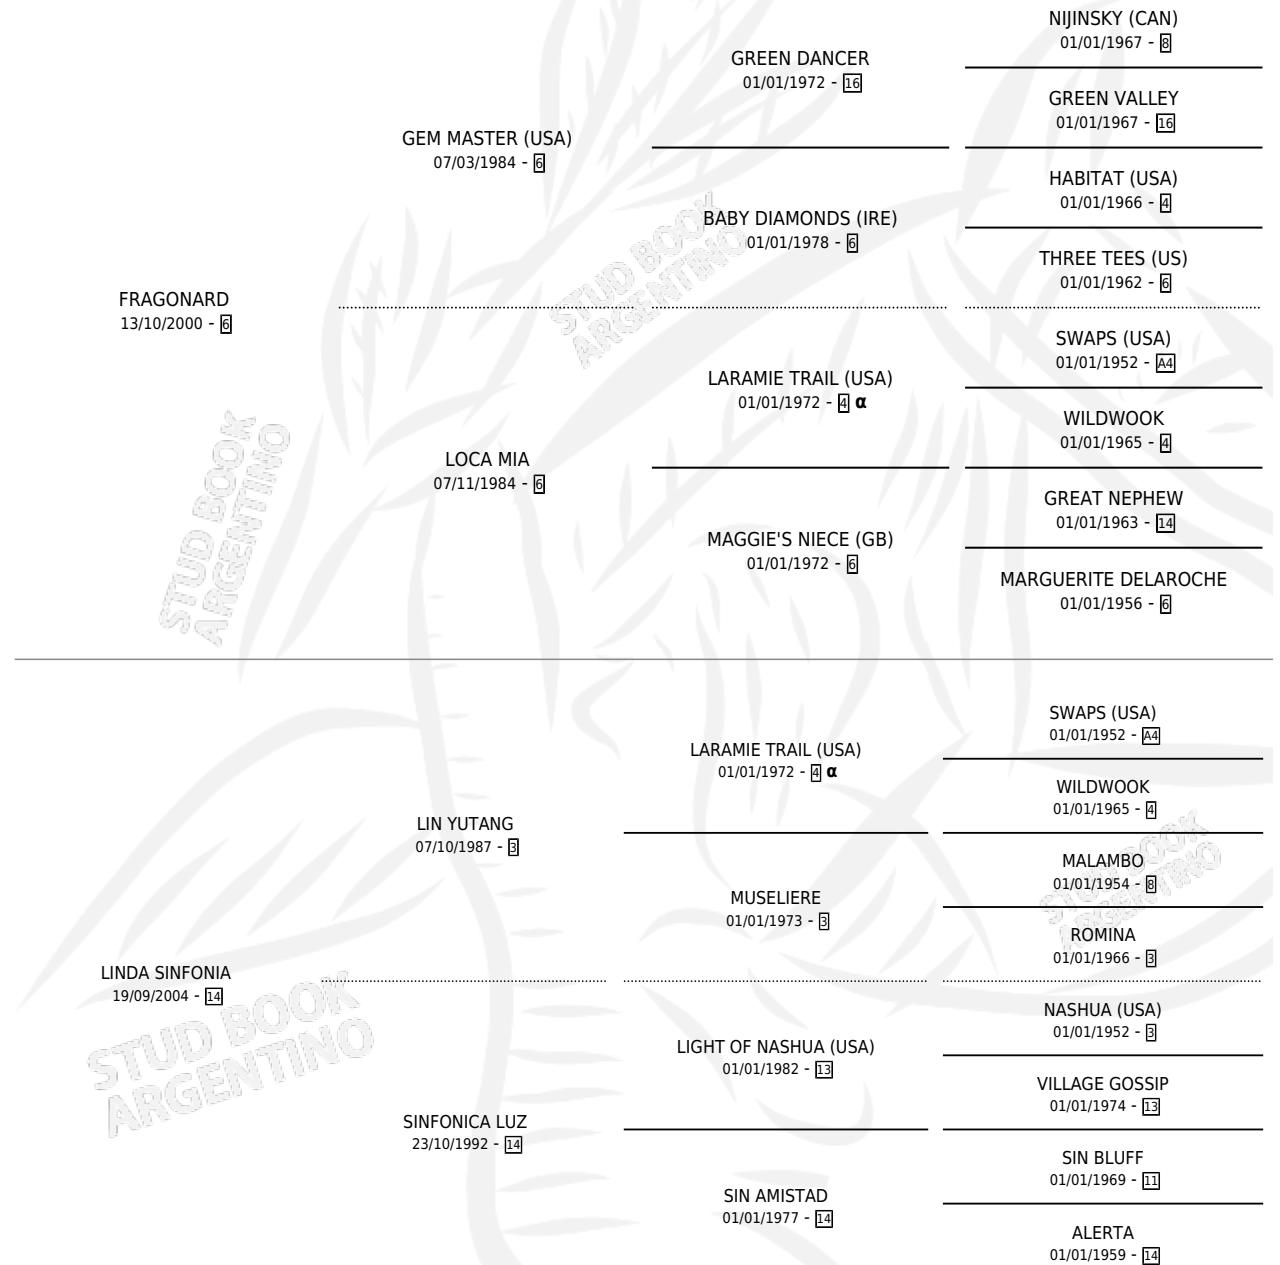 NIJINSKY (CAN)
01/01/1967 - 8
GREEN DANCER
01/01/1972 - 16
GREEN VALLEY
01/01/1967 - 16
GEM MASTER (USA)
07/03/1984 - 6
HABITAT (USA)
01/01/1966 - 4
BABY DIAMONDS (IRE)
01/01/1978 - 6
THREE TEES (US)
01/01/1962 - 6
FRAGONARD
13/10/2000 - 6
SWAPS (USA)
01/01/1952 - A4
LARAMIE TRAIL (USA)
01/01/1972 - 4 α
WILDWOOK
01/01/1965 - 4
LOCA MIA
07/11/1984 - 6
GREAT NEPHEW
01/01/1963 - 14
MAGGIE'S NIECE (GB)
01/01/1972 - 6
MARGUERITE DELAROCHE
01/01/1956 - 6
SWAPS (USA)
01/01/1952 - A4
LARAMIE TRAIL (USA)
01/01/1972 - 4 α
WILDWOOK
01/01/1965 - 4
LIN YUTANG
07/10/1987 - 3
MALAMBO
01/01/1954 - 8
MUSELIERE
01/01/1973 - 3
ROMINA
01/01/1966 - 3
LINDA SINFONIA
19/09/2004 - 14
NASHUA (USA)
01/01/1952 - 3
LIGHT OF NASHUA (USA)
01/01/1982 - 13
VILLAGE GOSSIP
01/01/1974 - 13
SINFONICA LUZ
23/10/1992 - 14
SIN BLUFF
01/01/1969 - 11
SIN AMISTAD
01/01/1977 - 14
ALERTA
01/01/1959 - 14
STUD BOOK
ARGENTINO
STUD BOOK
ARGENTINO
STUD BOOK
ARGENTINO
STUD BOOK
ARGENTINO